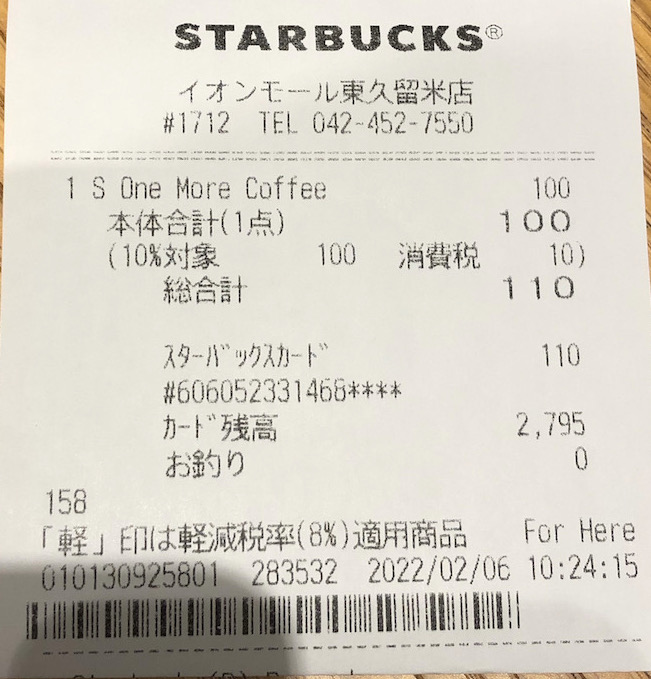 STARBUCKS®
イオンモール東久留米店
#1712 TEL 042-452-7550
1 S One More Coffee 100
本体合計(1点) 100
(10%対象 100 消費税 10)
総合計 110
ｽﾀｰﾊﾞｯｸｽｶｰﾄﾞ 110
#606052331468****
ｶｰﾄﾞ残高 2,795
お釣り 0
158
「軽」印は軽減税率(8%)適用商品 For Here
010130925801 283532 2022/02/06 10:24:15